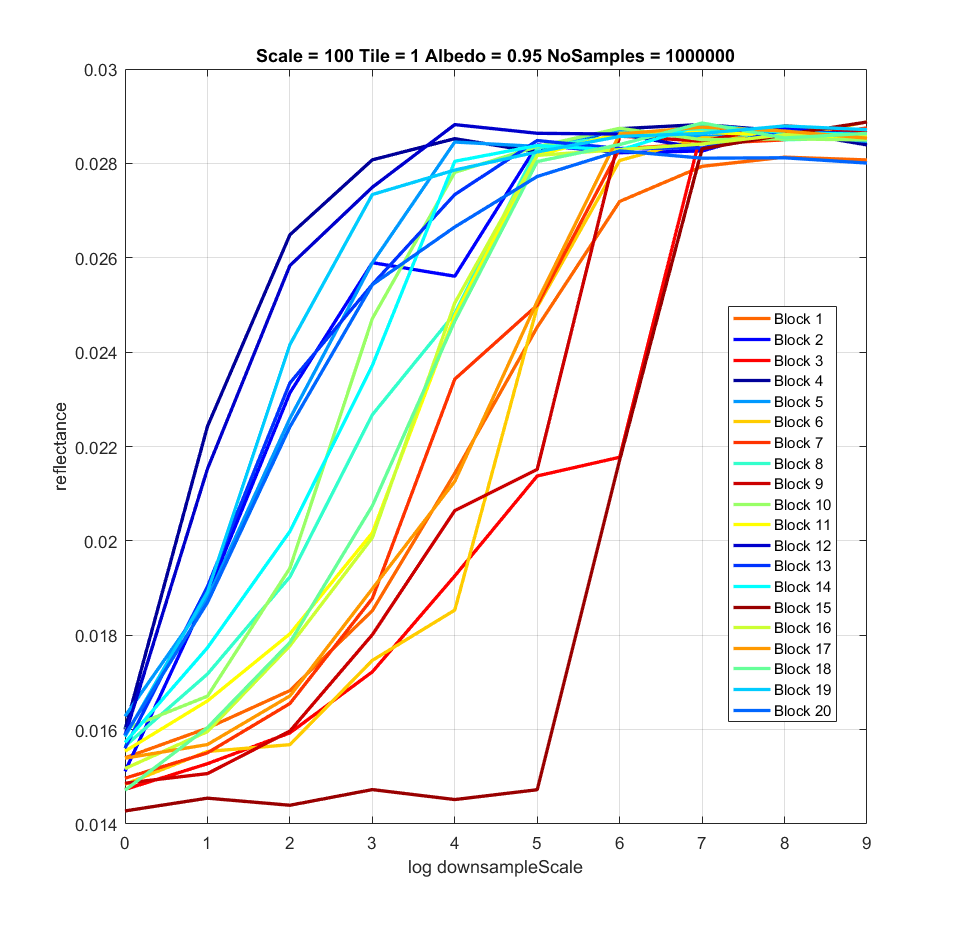 Scale = 100 Tile = 1 Albedo = 0.95 NoSamples = 1000000
0.03
0.028
0.026
0.024
0.022
0.02
0.018
0.016
0.014
reflectance
Block 1
Block 2
Block 3
Block 4
Block 5
Block 6
Block 7
Block 8
Block 9
Block 10
Block 11
Block 12
Block 13
Block 14
Block 15
Block 16
Block 17
Block 18
Block 19
Block 20
0 1 2 3 4 5 6 7 8 9
log downsampleScale